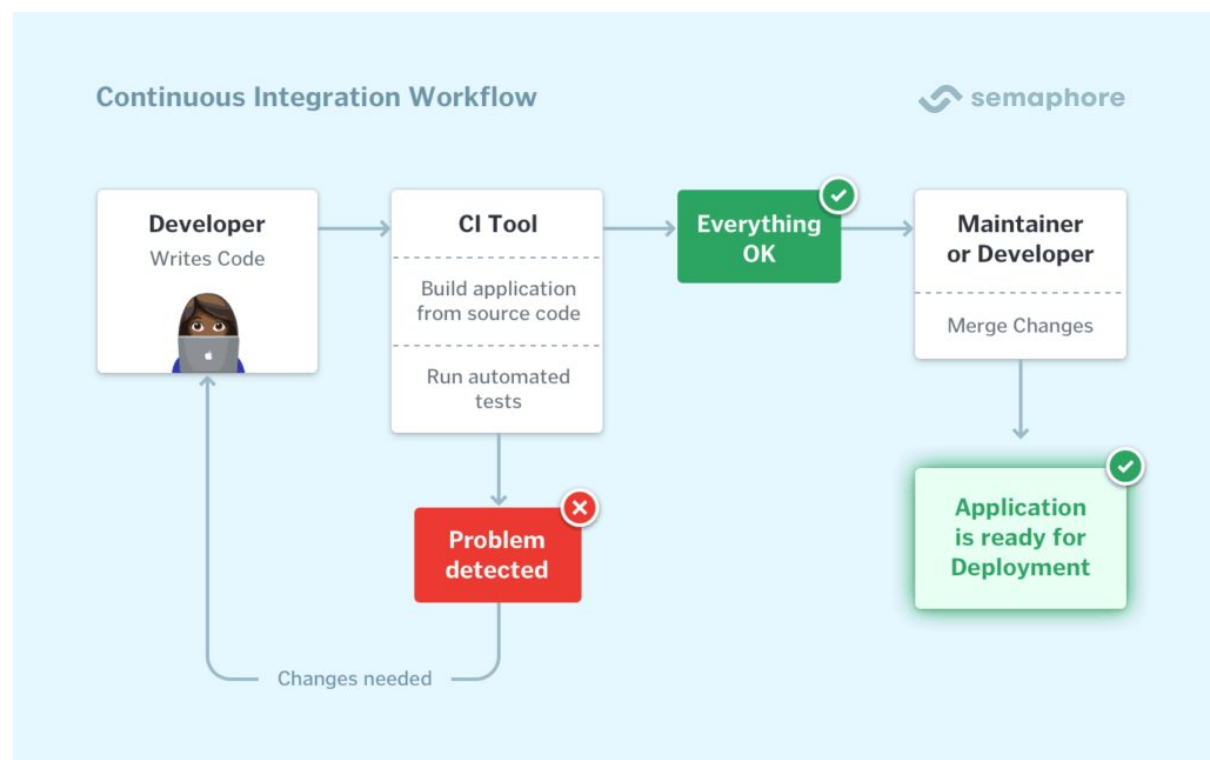 Continuous Integration Workflow
semaphore
Developer
Writes Code
CI Tool
Build application
from source code
Run automated
tests
Everything
OK
Maintainer
or Developer
Merge Changes
Problem
detected
Changes needed
Application
is ready for
Deployment